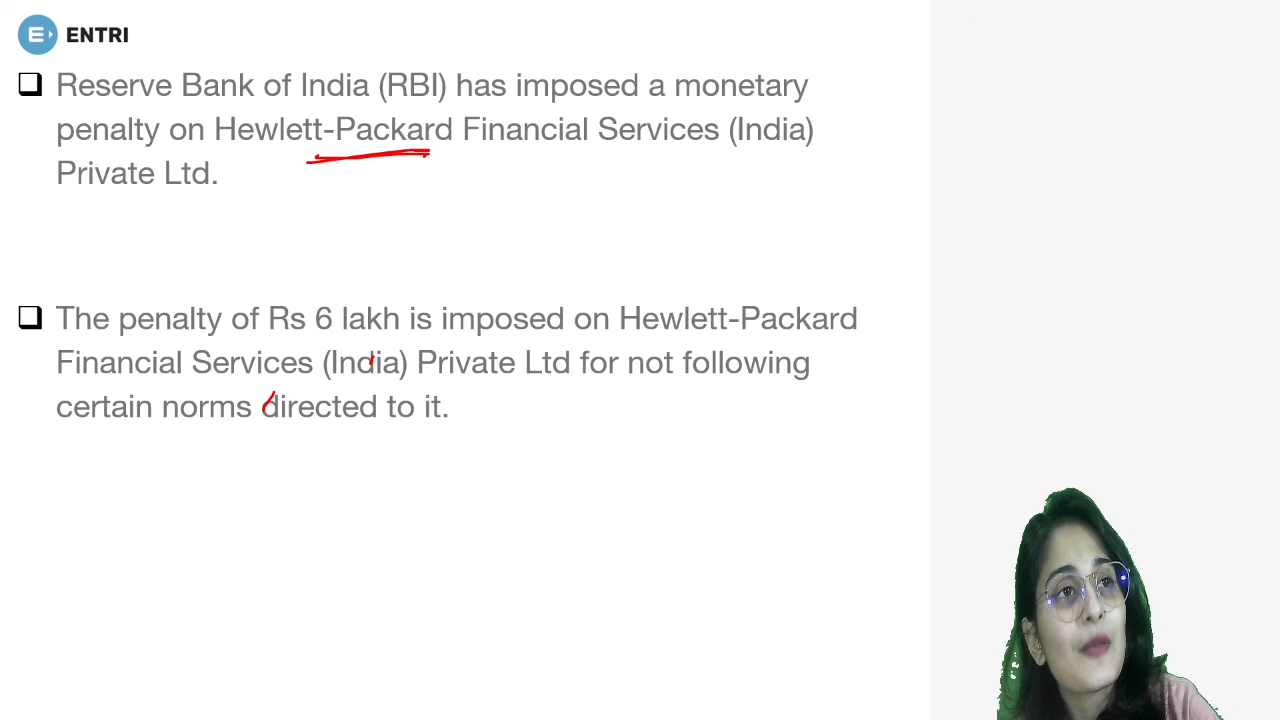 ENTRI
Reserve Bank of India (RBI) has imposed a monetary
penalty on Hewlett-Packard Financial Services (India)
Private Ltd.
The penalty of Rs 6 lakh is imposed on Hewlett-Packard
Financial Services (India) Private Ltd for not following
certain norms directed to it.